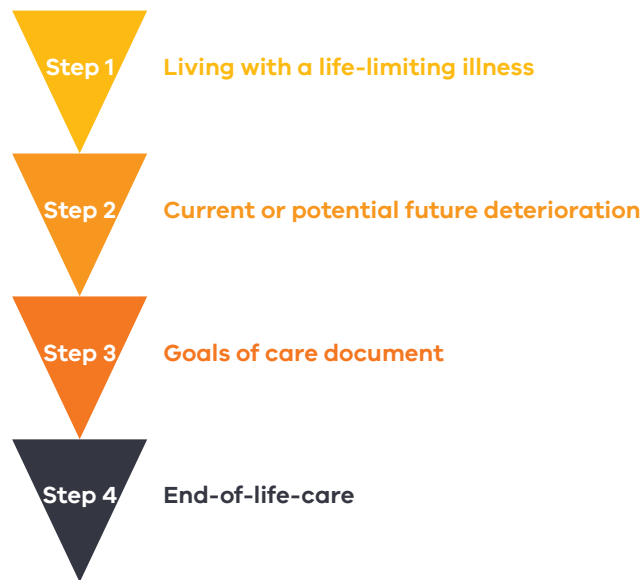 Step 1 Living with a life-limiting illness
Step 2 Current or potential future deterioration
Step 3 Goals of care document
Step 4 End-of-life-care